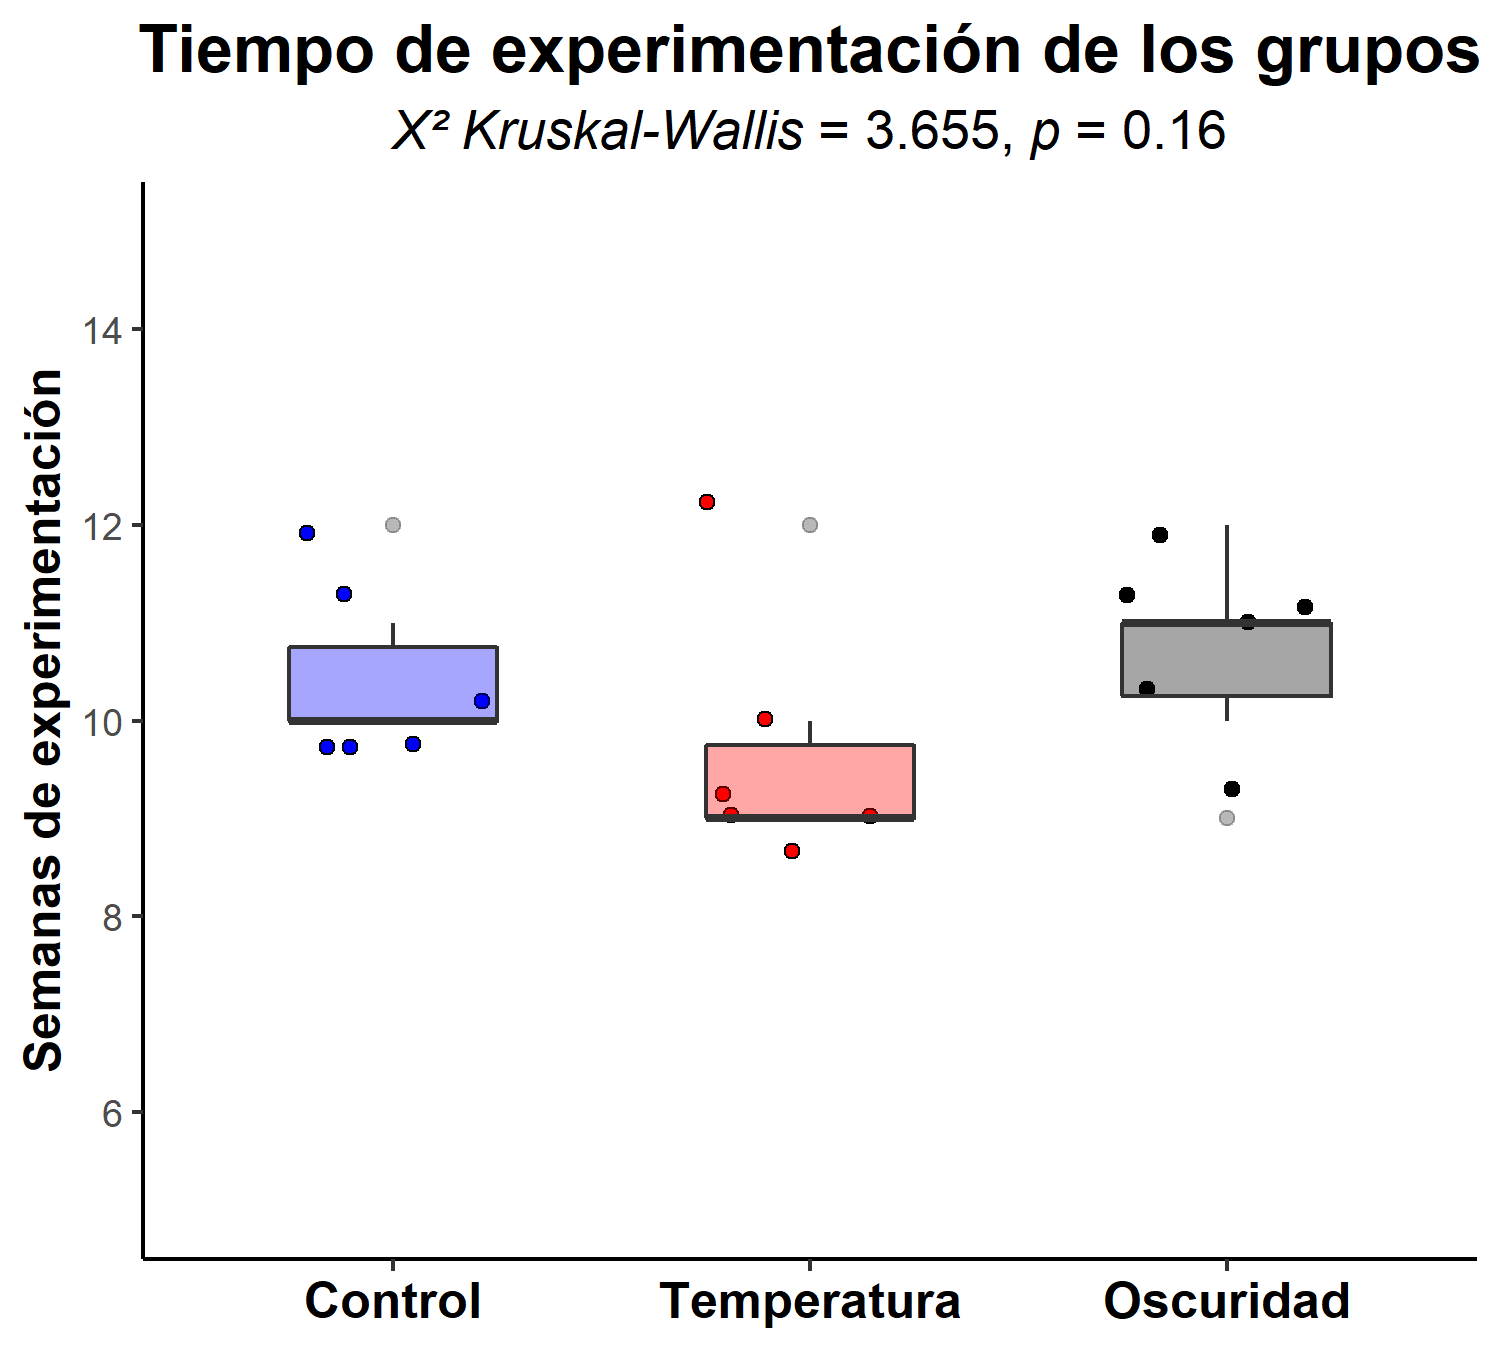 Tiempo de experimentación de los grupos
X² Kruskal-Wallis = 3.655, p = 0.16
Semanas de experimentación
14
12
10
8
6
Control Temperatura Oscuridad